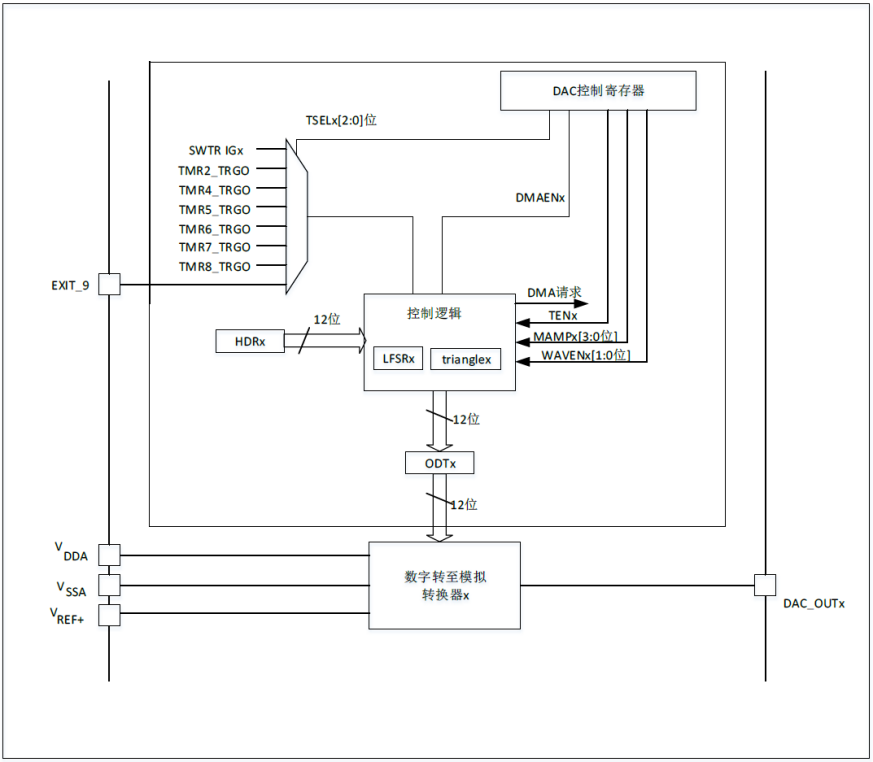 DAC控制寄存器
TSELx[2:0]位
SWTR IGx
TMR2_TRGO
TMR4_TRGO
TMR5_TRGO
TMR6_TRGO
TMR7_TRGO
TMR8_TRGO
DMAENx
EXIT_9
DMA请求
控制逻辑
TENx
12位
HDRx
MAMPx[3:0位]
LFSRx
trianglex
WAVENx[1:0位]
12位
ODTx
12位
VDDA
VSSA
VREF+
数字转至模拟
转换器x
DAC_OUTx